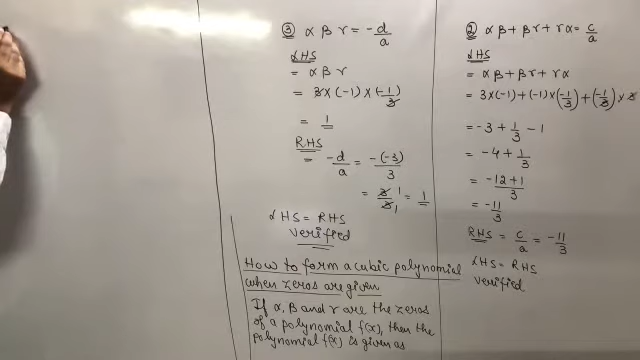 ③ α β γ = -d/a
LHS
= α β γ
= 3 × (-1) × (-1/3)
= 1
RHS
= -d/a = -(-3)/3
= 3/3 = 1
LHS = RHS
verified
How to form a cubic polynomial
when zeros are given
If α, β and γ are the zeros
of a polynomial f(x), then the
polynomial f(x) is given as
② αβ + βγ + γα = c/a
LHS
= αβ + βγ + γα
= 3×(-1) + (-1) × (-1/3) + (-1/3) × 3
= -3 + 1/3 - 1
= -4 + 1/3
= -12+1/3
= -11/3
RHS = c/a = -11/3
LHS = RHS
verified